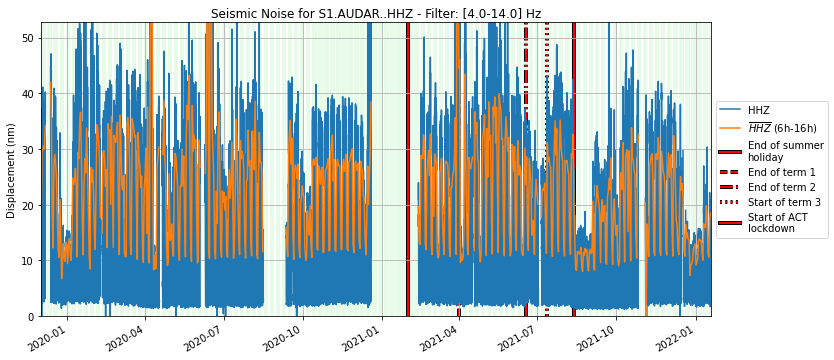 Seismic Noise for S1.AUDAR..HHZ - Filter: [4.0-14.0] Hz
Displacement (nm)
50
40
30
20
10
0
2020-01
2020-04
2020-07
2020-10
2021-01
2021-04
2021-07
2021-10
2022-01
HHZ
HHZ (6h-16h)
End of summer
holiday
End of term 1
End of term 2
Start of term 3
Start of ACT
lockdown